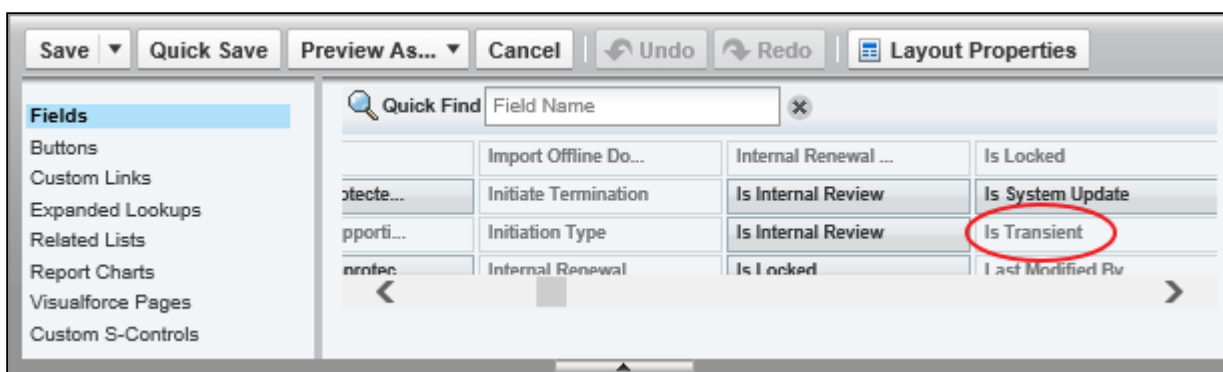 Save Quick Save Preview As... Cancel Undo Redo Layout Properties
Fields
Buttons
Custom Links
Expanded Lookups
Related Lists
Report Charts
Visualforce Pages
Custom S-Controls
Quick Find Field Name
Import Offline Do... Internal Renewal ... Is Locked
otecte... Initiate Termination Is Internal Review Is System Update
pporti... Initiation Type Is Internal Review Is Transient
protec Internal Renewal Is Locked Last Modified By